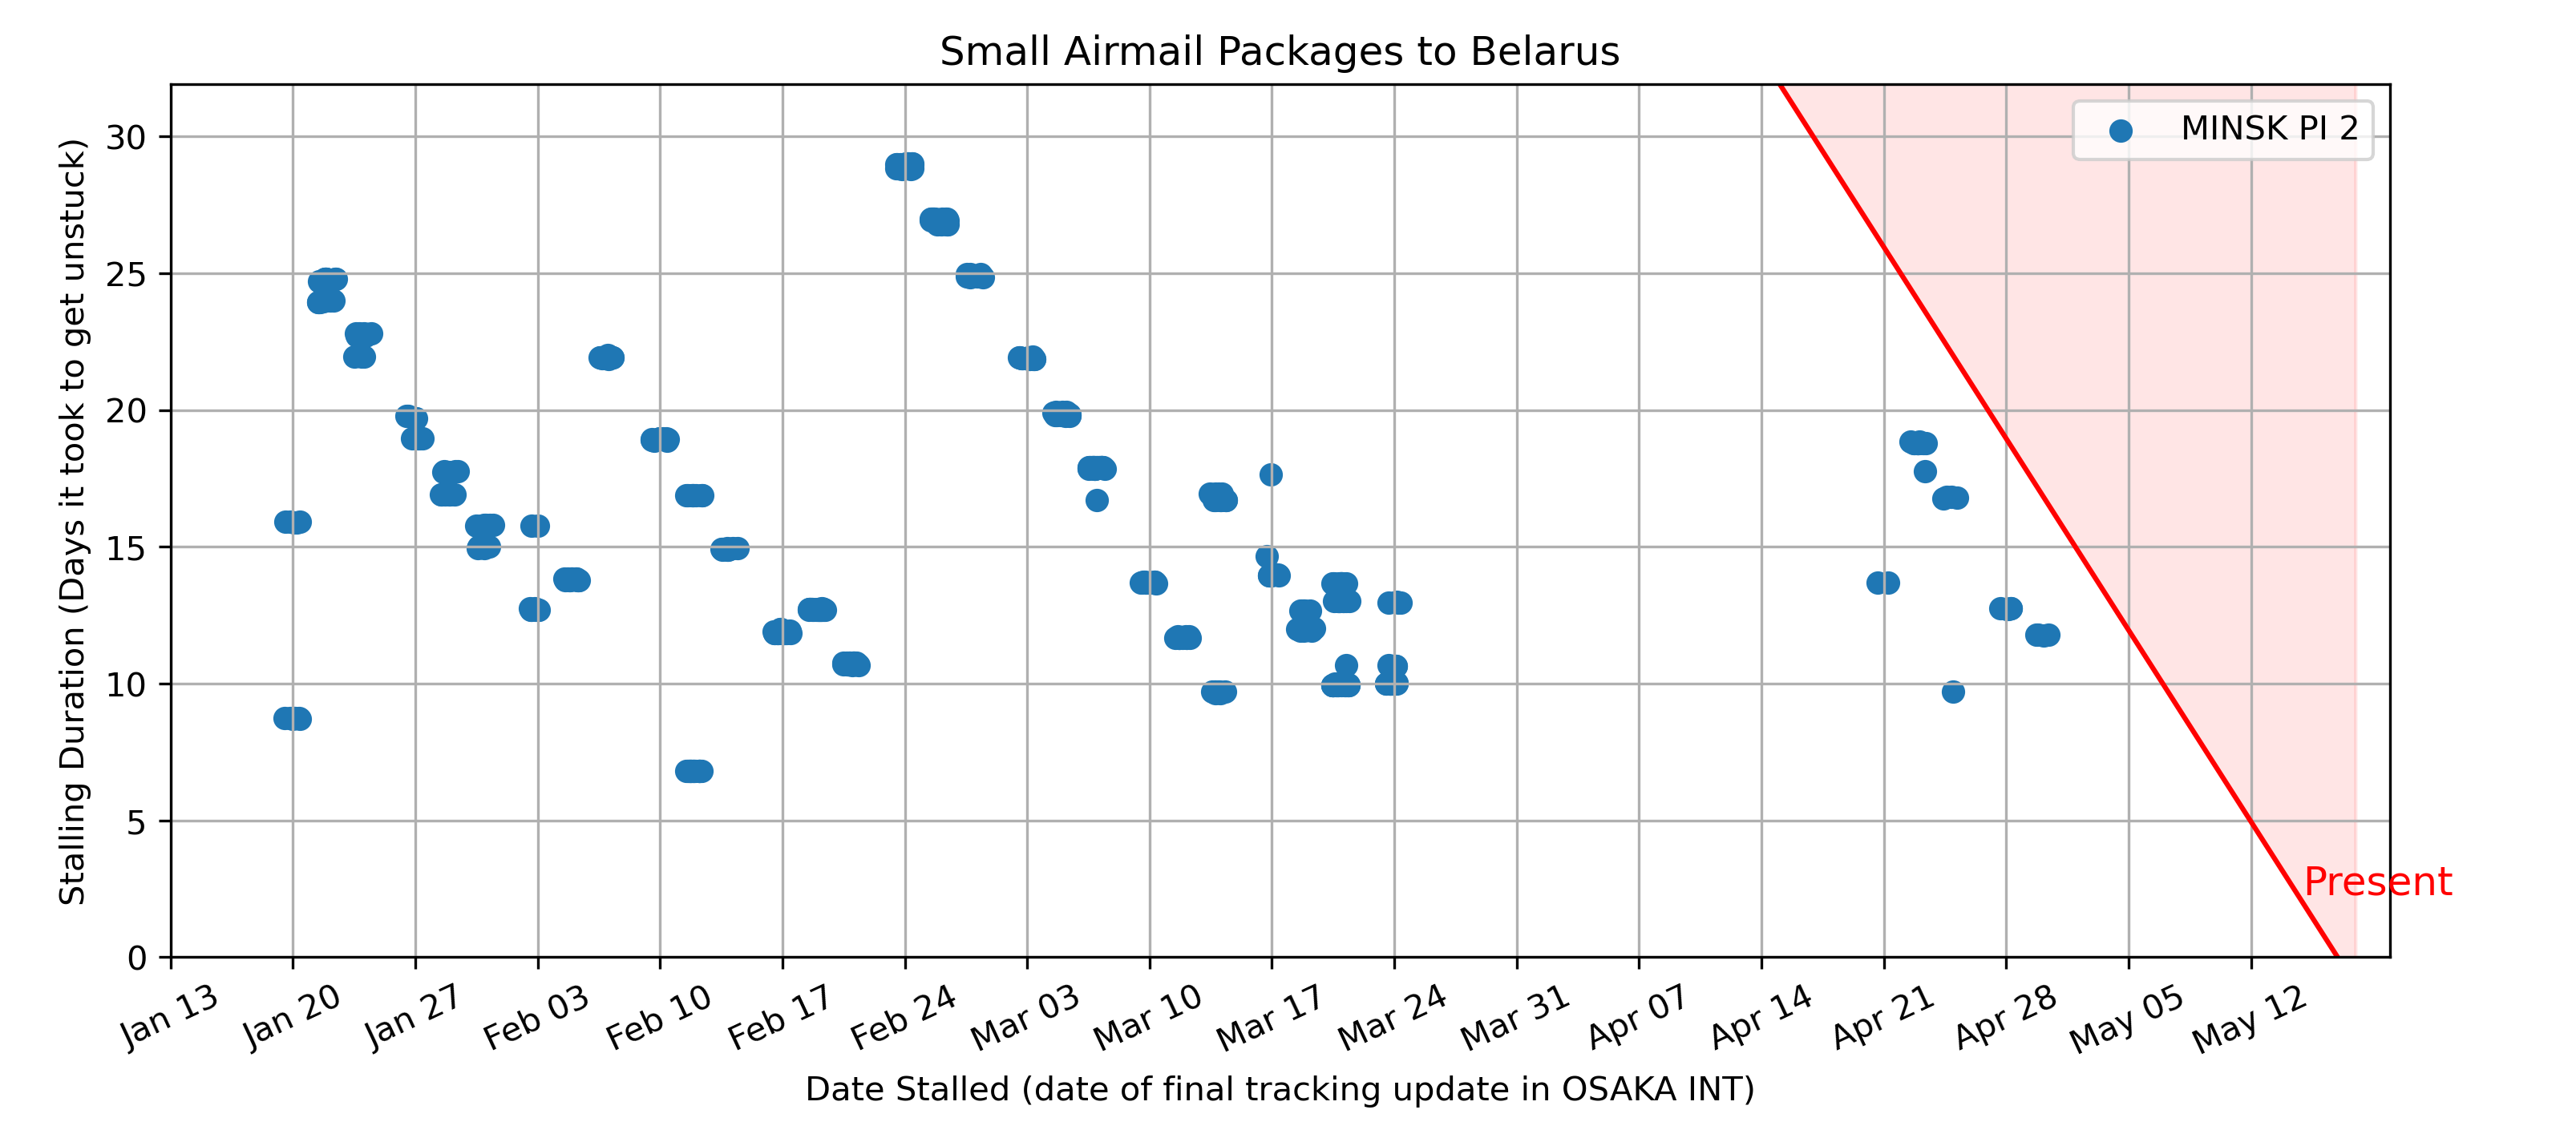 Small Airmail Packages to Belarus
MINSK PI 2
Stalling Duration (Days it took to get unstuck)
30
25
20
15
10
5
0
Present
Jan 13
Jan 20
Jan 27
Feb 03
Feb 10
Feb 17
Feb 24
Mar 03
Mar 10
Mar 17
Mar 24
Mar 31
Apr 07
Apr 14
Apr 21
Apr 28
May 05
May 12
Date Stalled (date of final tracking update in OSAKA INT)